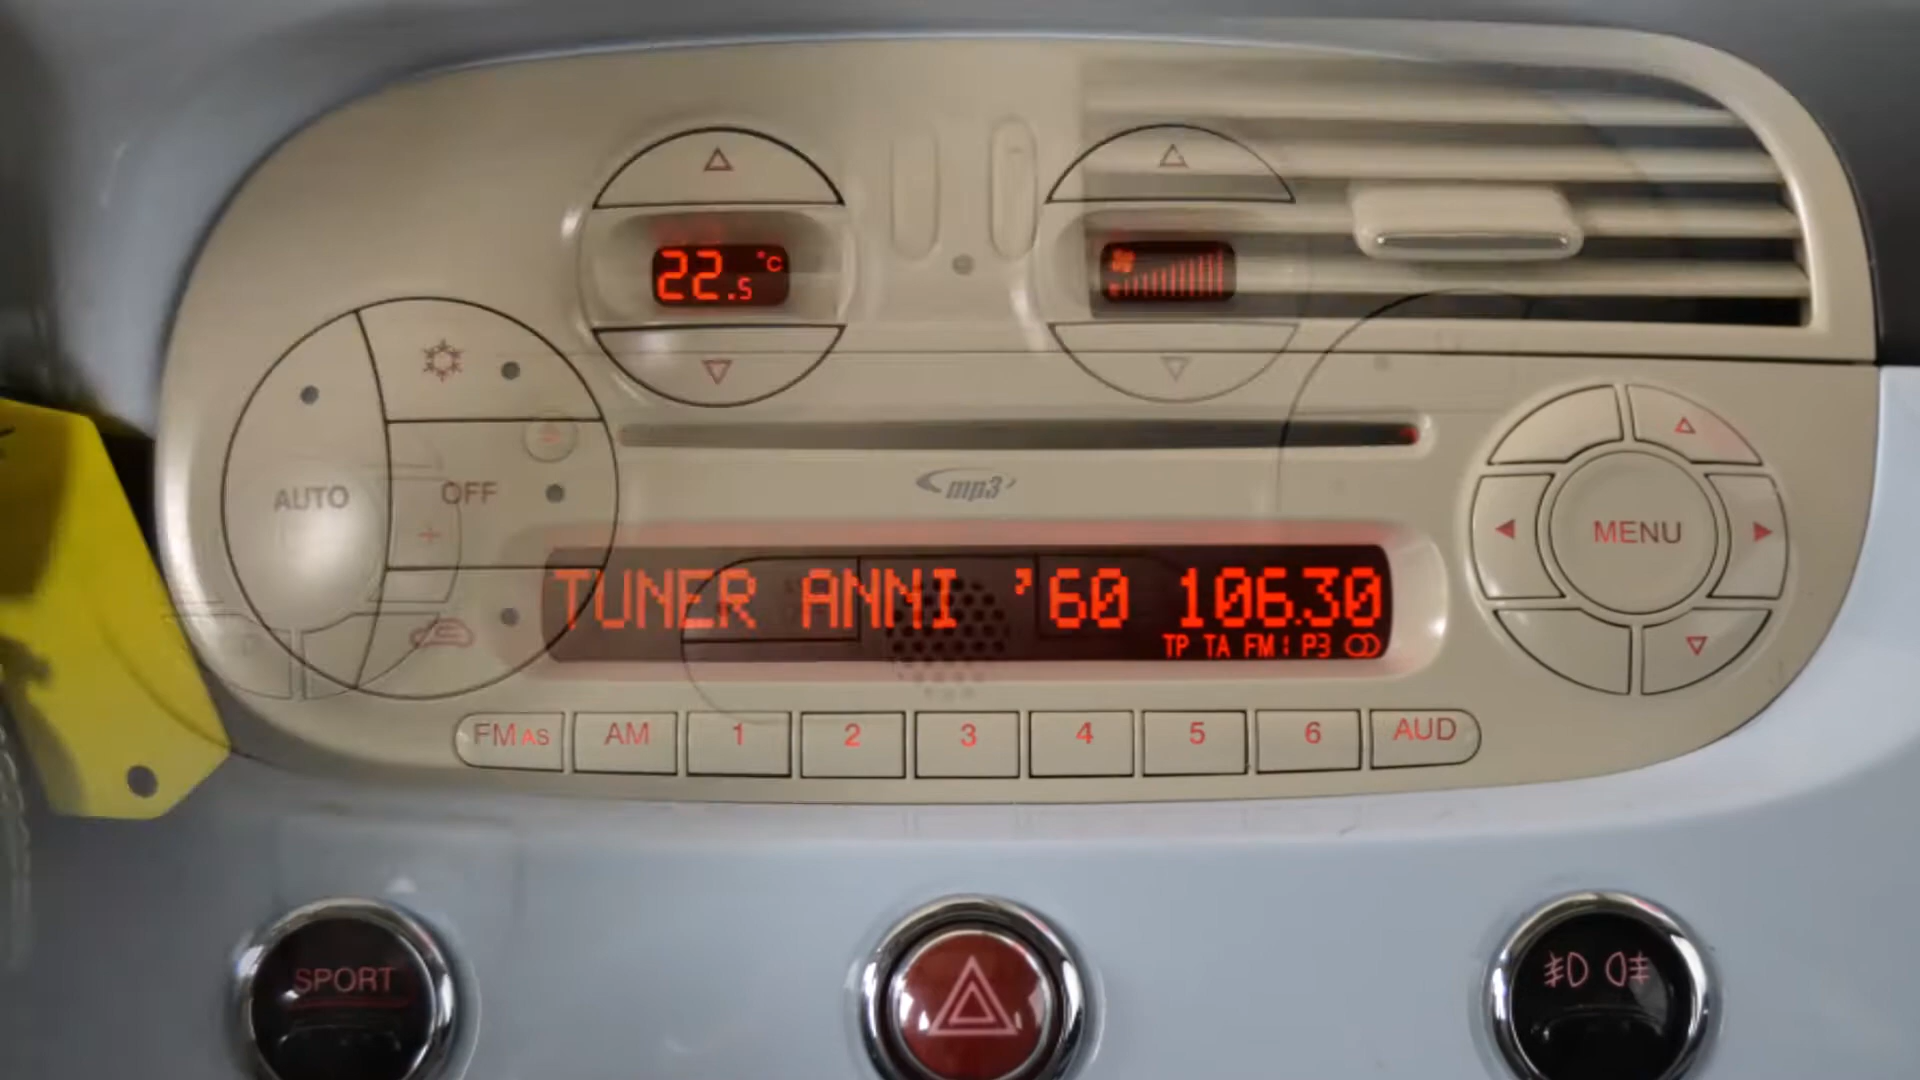 22.5 °C
AUTO
OFF
mp3
MENU
TUNER ANNI '60 106.30
TP TA FM: P3
FM AS AM 1 2 3 4 5 6 AUD
SPORT